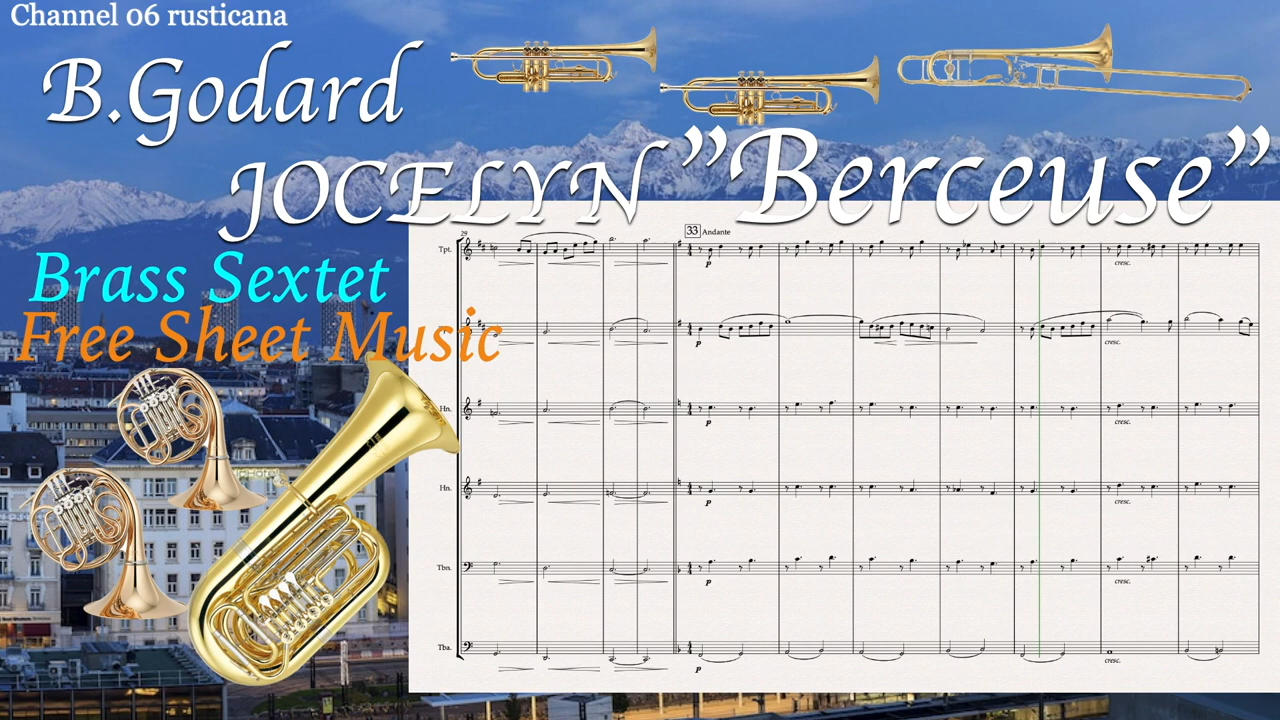 Channel 06 rusticana
B.Godard
JOCELYN "Berceuse"
Brass Sextet
Free Sheet Music
29
33 Andante
Tpt.
p
cresc.
p
cresc.
Hn.
p
cresc.
Hn.
p
cresc.
Tbn.
p
cresc.
Tba.
p
cresc.